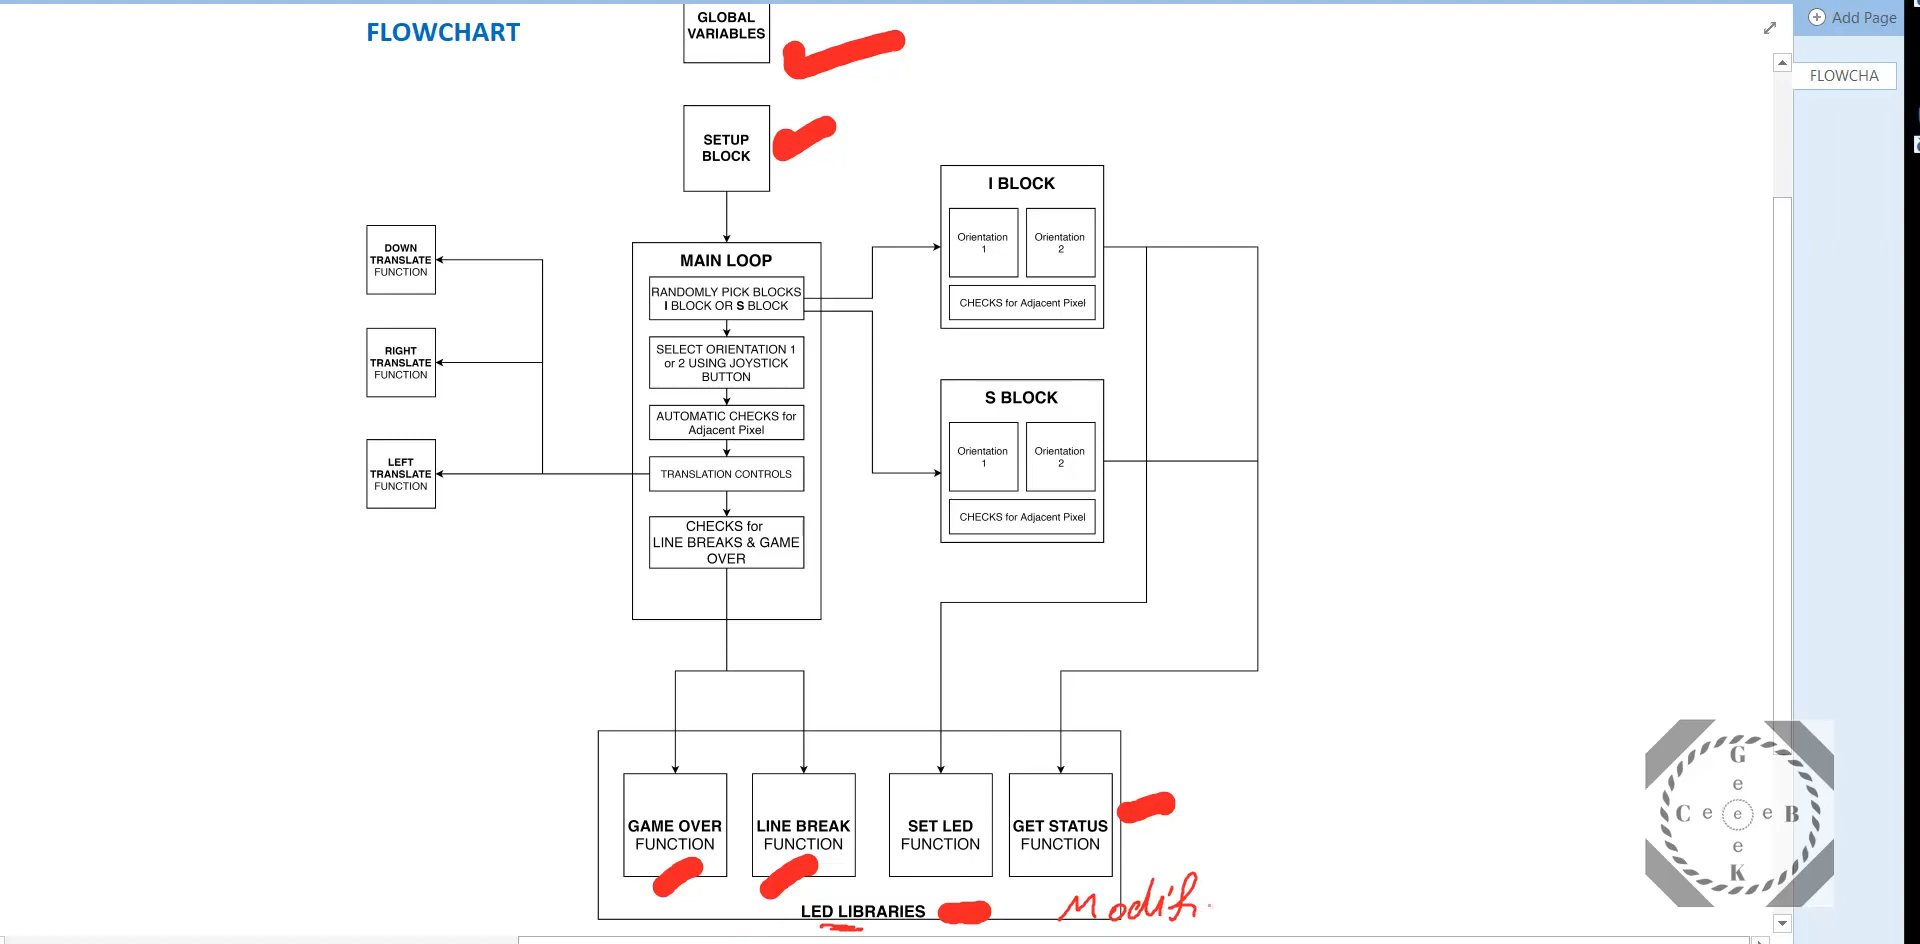 FLOWCHART
GLOBAL
VARIABLES
Add Page
FLOWCHA
SETUP
BLOCK
DOWN
TRANSLATE
FUNCTION
RIGHT
TRANSLATE
FUNCTION
LEFT
TRANSLATE
FUNCTION
MAIN LOOP
RANDOMLY PICK BLOCKS
I BLOCK OR S BLOCK
SELECT ORIENTATION 1
or 2 USING JOYSTICK
BUTTON
AUTOMATIC CHECKS for
Adjacent Pixel
TRANSLATION CONTROLS
CHECKS for
LINE BREAKS & GAME
OVER
I BLOCK
Orientation
1
Orientation
2
CHECKS for Adjacent Pixel
S BLOCK
Orientation
1
Orientation
2
CHECKS for Adjacent Pixel
GAME OVER
FUNCTION
LINE BREAK
FUNCTION
SET LED
FUNCTION
GET STATUS
FUNCTION
LED LIBRARIES
Modifi
G
e
C e e e B
e
K